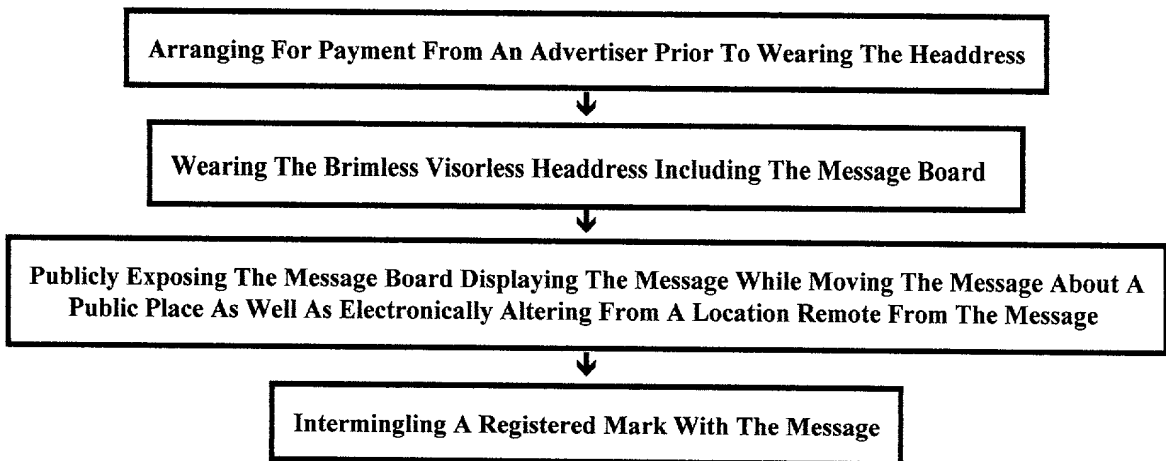 Arranging For Payment From An Advertiser Prior To Wearing The Headdress
Wearing The Brimless Visorless Headdress Including The Message Board
Publicly Exposing The Message Board Displaying The Message While Moving The Message About A
Public Place As Well As Electronically Altering From A Location Remote From The Message
Intermingling A Registered Mark With The Message